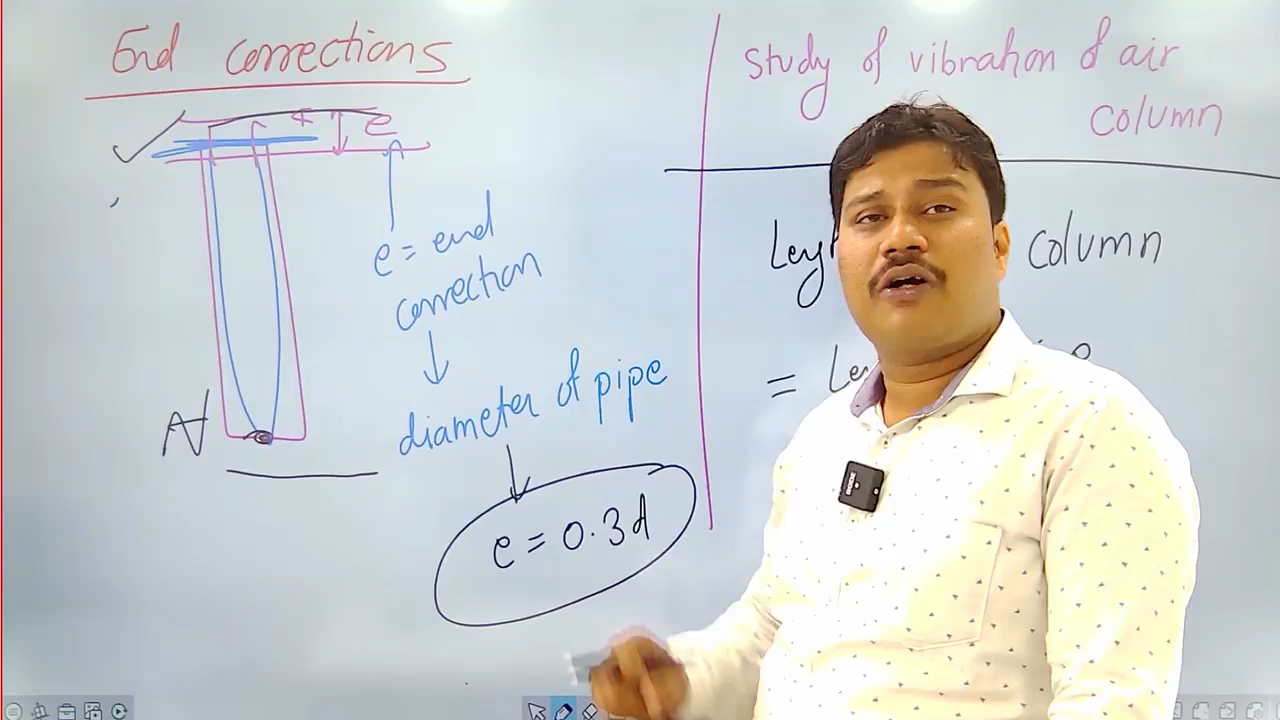 End corrections
e
e = end
correction
diameter of pipe
e = 0.3d
N
study of vibration of air
column
column
=